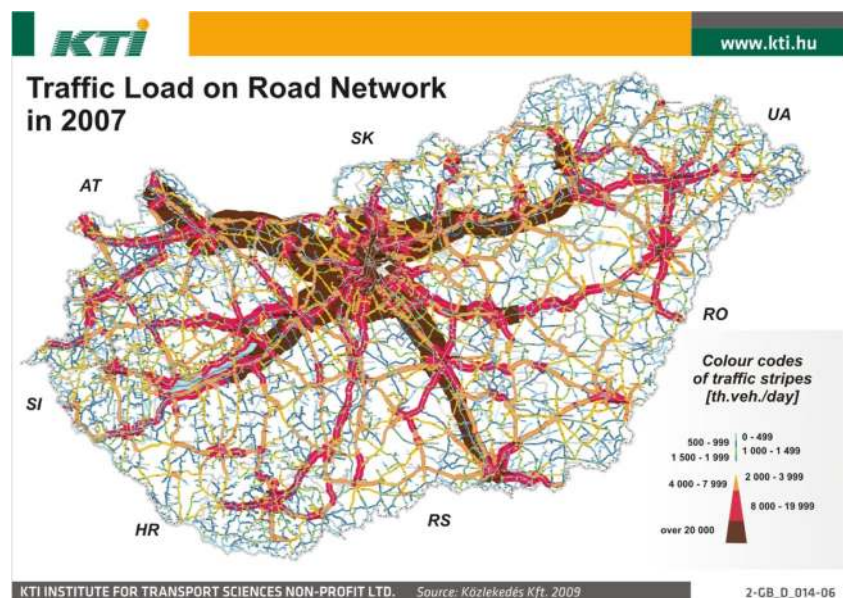 KTI
www.kti.hu
Traffic Load on Road Network
in 2007
SK
UA
AT
RO
SI
HR
RS
Colour codes
of traffic stripes
[th.veh./day]
0 - 499
500 - 999
1 000 - 1 499
1 500 - 1 999
2 000 - 3 999
4 000 - 7 999
8 000 - 19 999
over 20 000
KTI INSTITUTE FOR TRANSPORT SCIENCES NON-PROFIT LTD. Source: Közlekedés Kft. 2009
2-GB_D_014-06